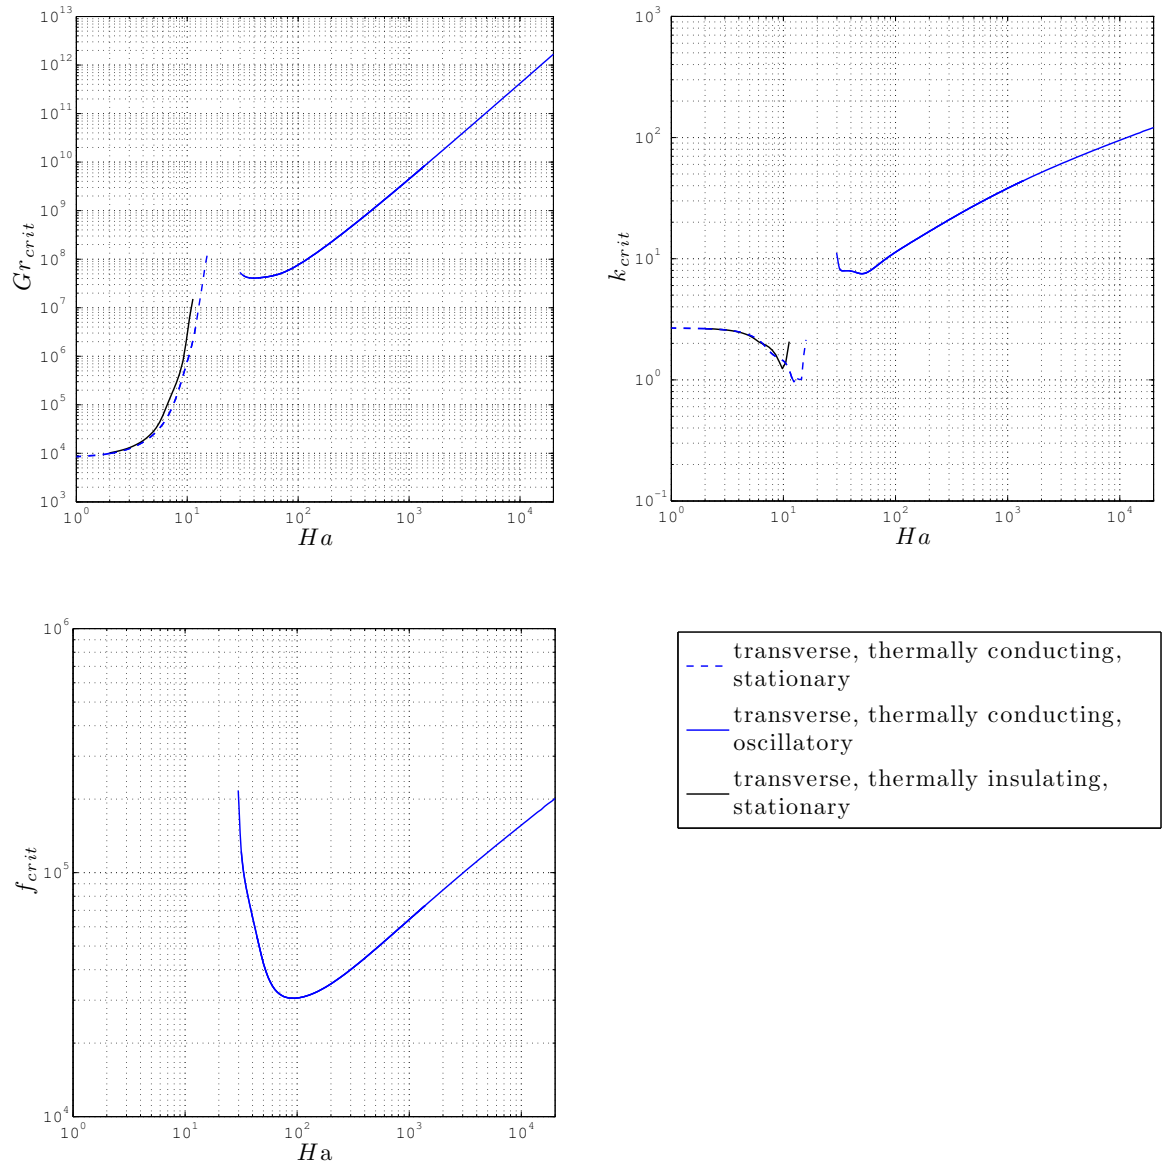 10^13
10^12
10^11
10^10
10^9
10^8
10^7
10^6
10^5
10^4
10^3
Gr_crit
10^0 10^1 10^2 10^3 10^4
Ha
10^3
10^2
10^1
10^0
10^-1
k_crit
10^0 10^1 10^2 10^3 10^4
Ha
10^6
10^5
10^4
f_crit
10^0 10^1 10^2 10^3 10^4
Ha
transverse, thermally conducting,
stationary
transverse, thermally conducting,
oscillatory
transverse, thermally insulating,
stationary